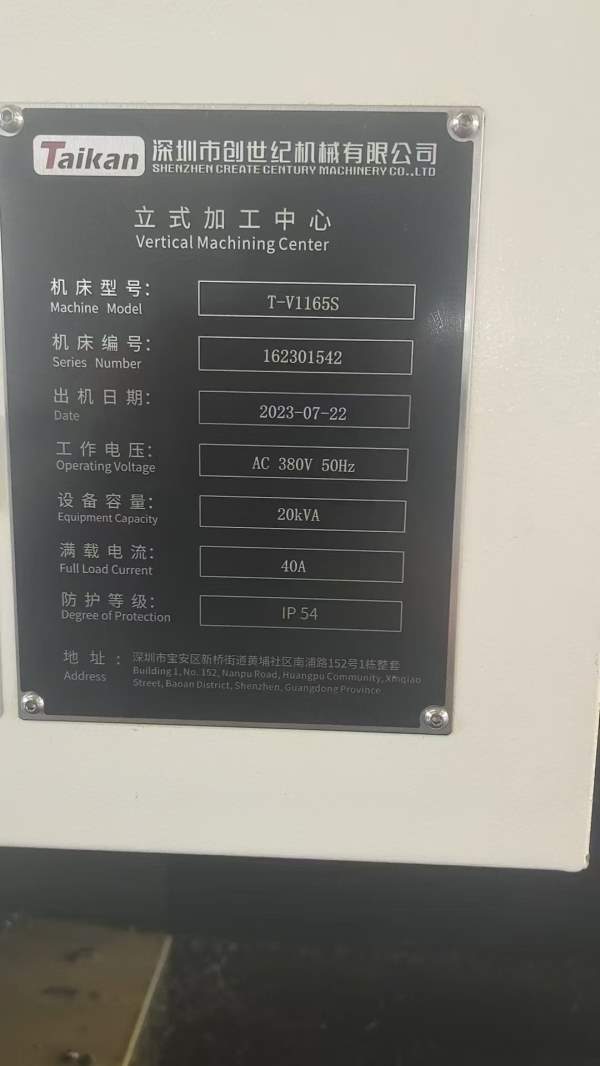 Taikan 深圳市创世纪机械有限公司
SHENZHEN CREATE CENTURY MACHINERY CO.,LTD
立式加工中心
Vertical Machining Center
机床型号: T-V1165S
Machine Model
机床编号: 162301542
Series Number
出机日期: 2023-07-22
Date
工作电压: AC 380V 50Hz
Operating Voltage
设备容量: 20kVA
Equipment Capacity
满载电流: 40A
Full Load Current
防护等级: IP 54
Degree of Protection
地址: 深圳市宝安区新桥街道黄埔社区南浦路152号1栋整套
Address Building 1, No. 152, Nanpu Road, Huangpu Community, Xinqiao
Street, Baoan District, Shenzhen, Guangdong Province